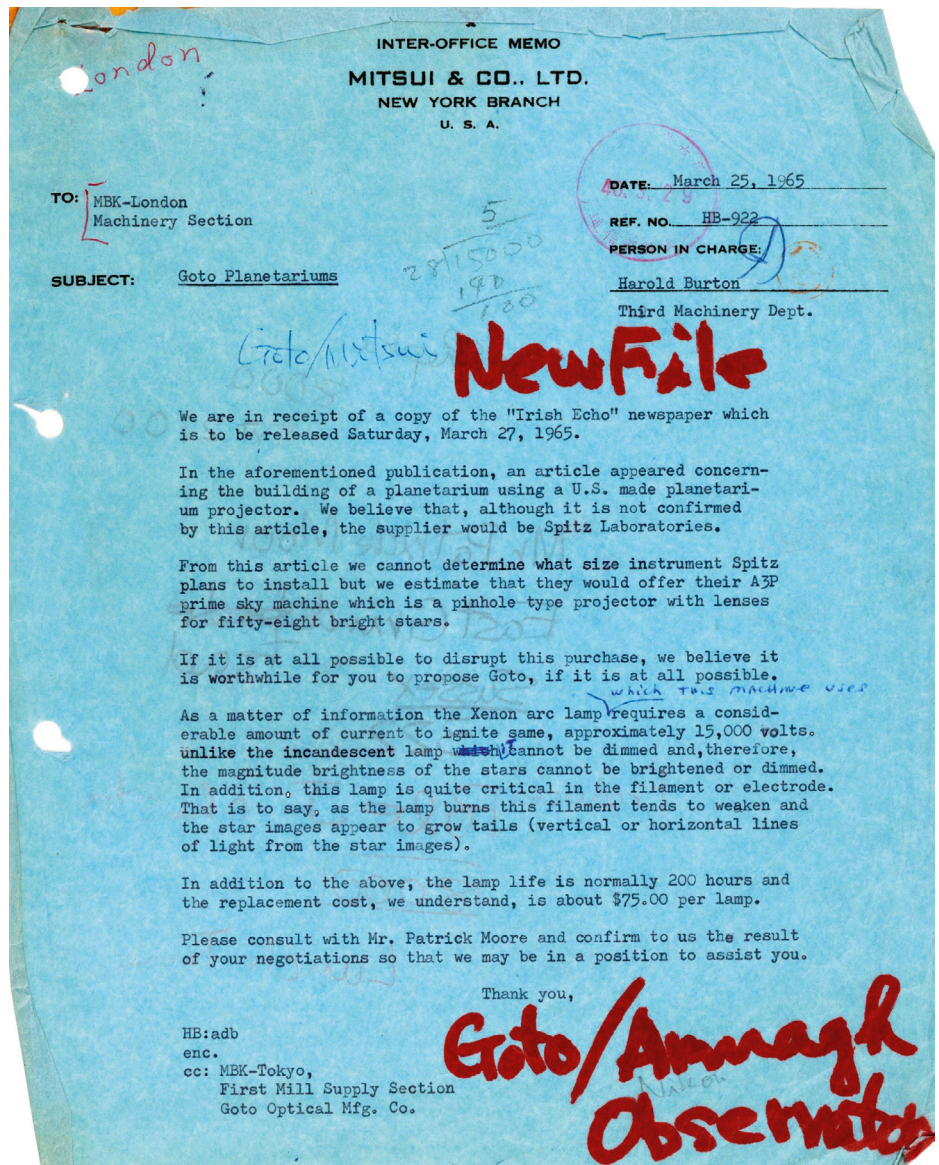 London
INTER-OFFICE MEMO
MITSUI & CO., LTD.
NEW YORK BRANCH
U. S. A.
TO: MBK-London
Machinery Section
DATE: March 25, 1965
REF. NO. HB-922
PERSON IN CHARGE:
Harold Burton
Third Machinery Dept.
SUBJECT: Goto Planetariums
5
28/15000
140
100
Goto/Mitsui
New File
We are in receipt of a copy of the "Irish Echo" newspaper which
is to be released Saturday, March 27, 1965.
In the aforementioned publication, an article appeared concern-
ing the building of a planetarium using a U.S. made planetari-
um projector. We believe that, although it is not confirmed
by this article, the supplier would be Spitz Laboratories.
From this article we cannot determine what size instrument Spitz
plans to install but we estimate that they would offer their A3P
prime sky machine which is a pinhole type projector with lenses
for fifty-eight bright stars.
If it is at all possible to disrupt this purchase, we believe it
is worthwhile for you to propose Goto, if it is at all possible.
which this machine uses
As a matter of information the Xenon arc lamp requires a consid-
erable amount of current to ignite same, approximately 15,000 volts.
unlike the incandescent lamp which it cannot be dimmed and, therefore,
the magnitude brightness of the stars cannot be brightened or dimmed.
In addition, this lamp is quite critical in the filament or electrode.
That is to say, as the lamp burns this filament tends to weaken and
the star images appear to grow tails (vertical or horizontal lines
of light from the star images).
In addition to the above, the lamp life is normally 200 hours and
the replacement cost, we understand, is about $75.00 per lamp.
Please consult with Mr. Patrick Moore and confirm to us the result
of your negotiations so that we may be in a position to assist you.
Thank you,
HB:adb
enc.
cc: MBK-Tokyo,
First Mill Supply Section
Goto Optical Mfg. Co.
Goto/Armagh
Observatory